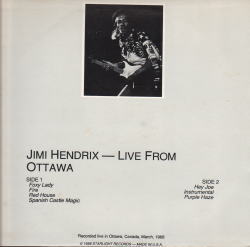 JIMI HENDRIX — LIVE FROM
OTTAWA
SIDE 1
Foxy Lady
Fire
Red House
Spanish Castle Magic
SIDE 2
Hey Joe
Instrumental
Purple Haze
Recorded live in Ottawa, Canada, March, 1968
© 1988 STARLIGHT RECORDS — MADE IN U.S.A.